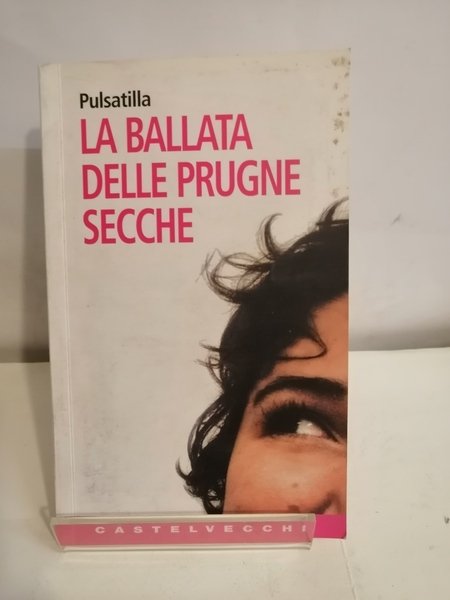 Pulsatilla
LA BALLATA
DELLE PRUGNE
SECCHE
CASTELVECCHI